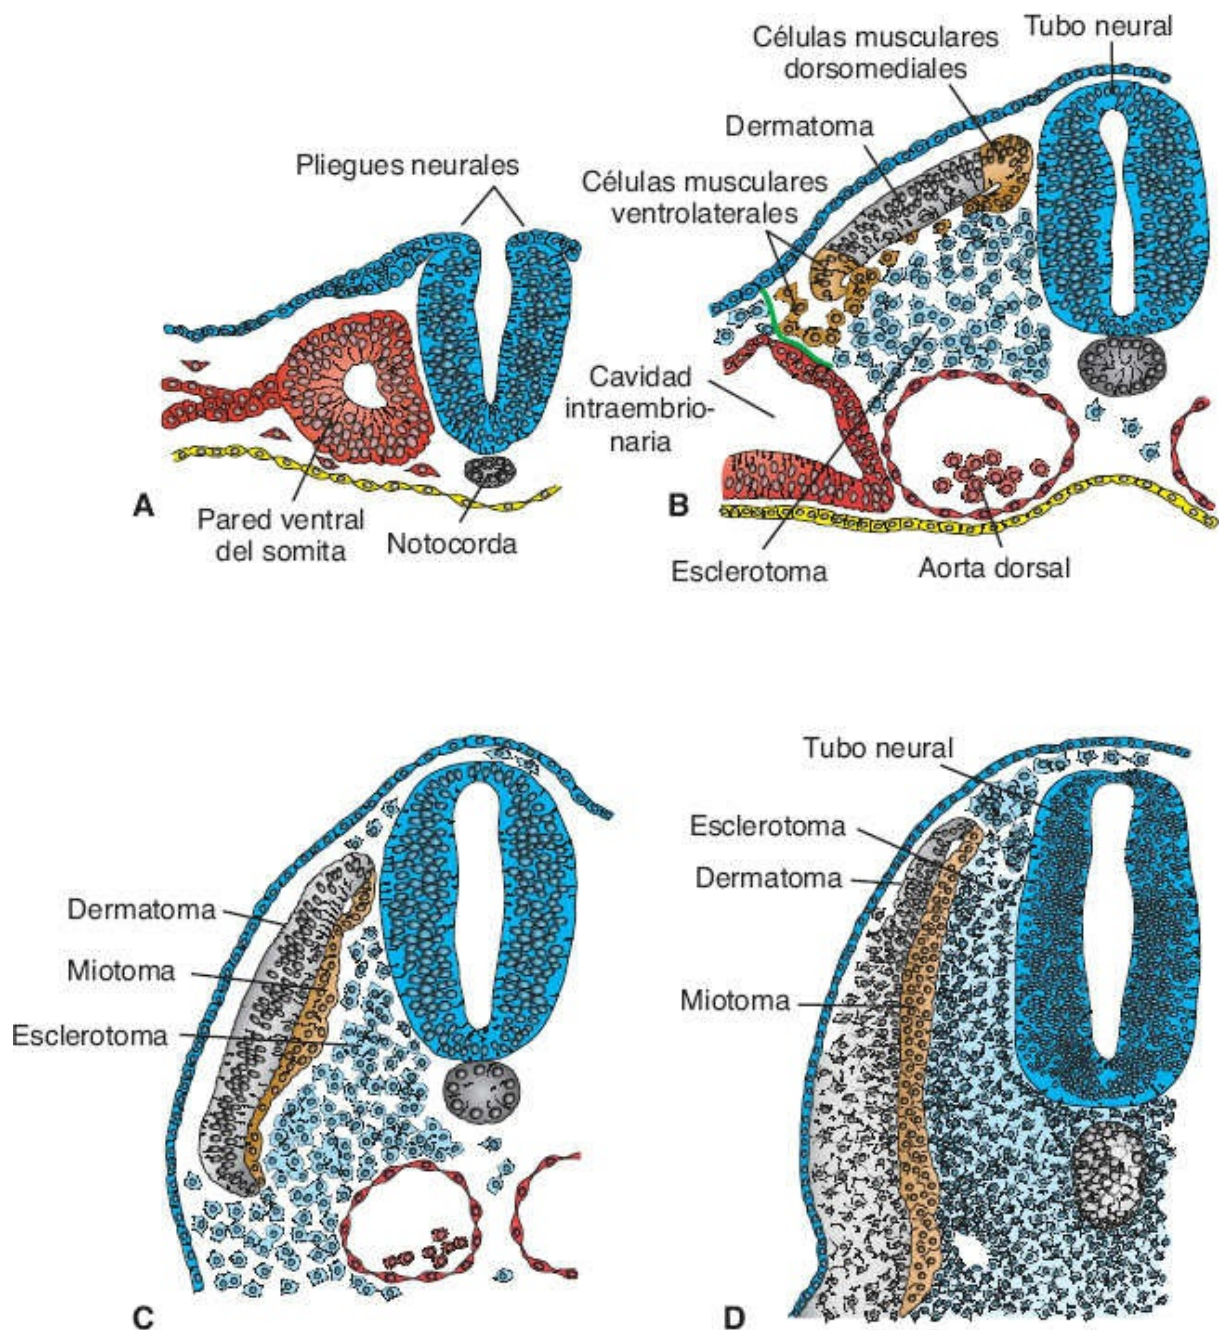 Pliegues neurales
Pared ventral
del somita
Notocorda
A
Células musculares
dorsomediales
Tubo neural
Dermatoma
Células musculares
ventrolaterales
Cavidad
intraembrio-
naria
Esclerotoma
Aorta dorsal
B
Dermatoma
Miotoma
Esclerotoma
C
Tubo neural
Esclerotoma
Dermatoma
Miotoma
D